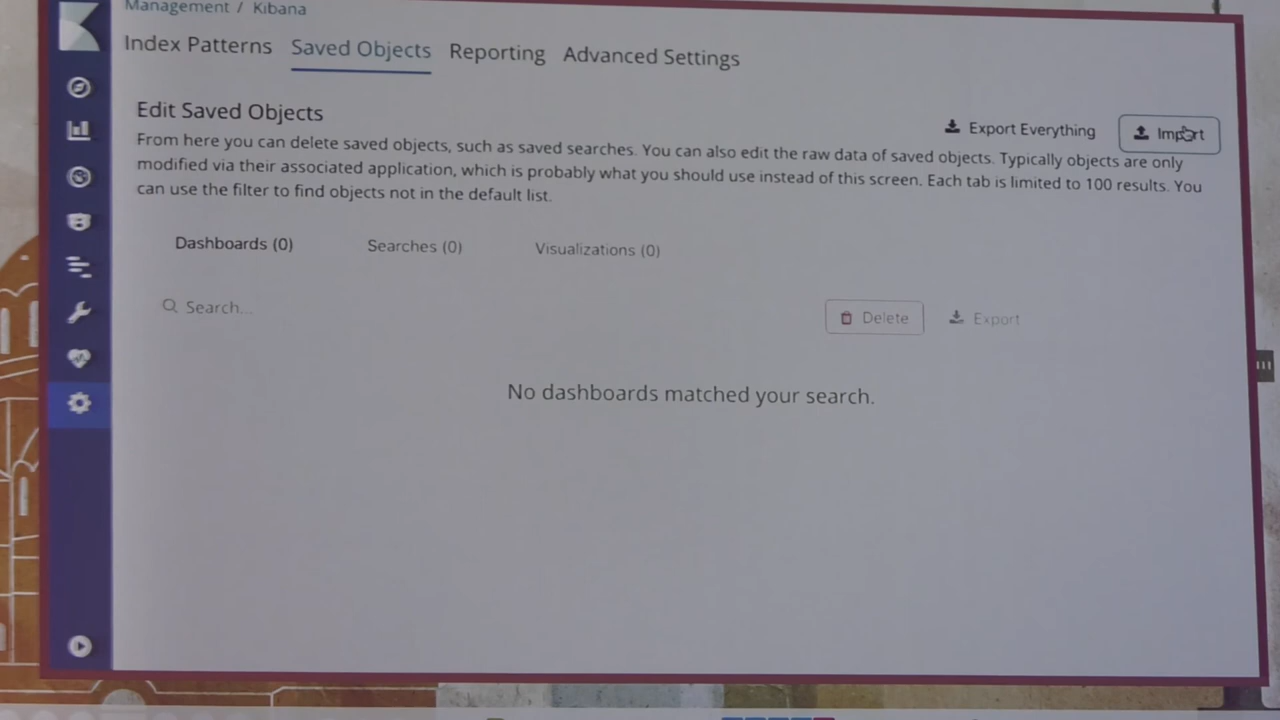 Management / Kibana
Index Patterns Saved Objects Reporting Advanced Settings
Edit Saved Objects
Export Everything Import
From here you can delete saved objects, such as saved searches. You can also edit the raw data of saved objects. Typically objects are only
modified via their associated application, which is probably what you should use instead of this screen. Each tab is limited to 100 results. You
can use the filter to find objects not in the default list.
Dashboards (0) Searches (0) Visualizations (0)
Search... Delete Export
No dashboards matched your search.